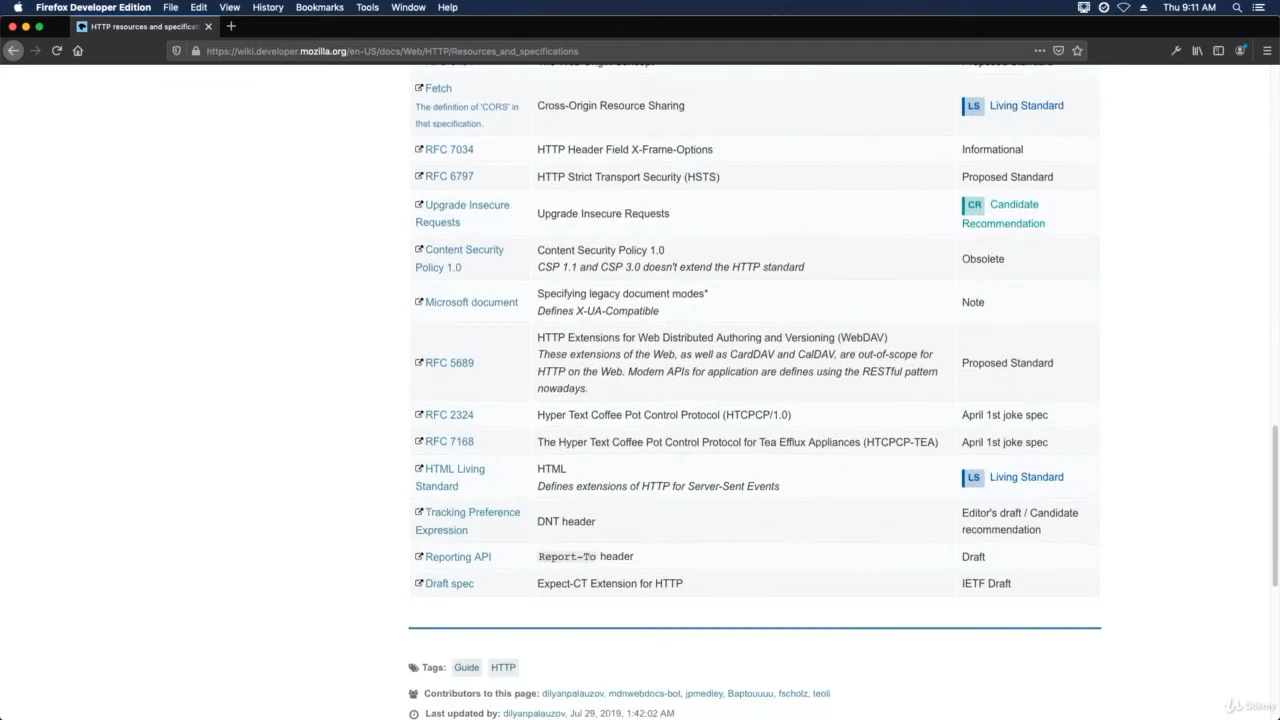 Firefox Developer Edition File Edit View History Bookmarks Tools Window Help Thu 9:11 AM
HTTP resources and specificat
https://wiki.developer.mozilla.org/en-US/docs/Web/HTTP/Resources_and_specifications
Fetch
The definition of 'CORS' in
that specification.
Cross-Origin Resource Sharing
LS Living Standard
RFC 7034 HTTP Header Field X-Frame-Options Informational
RFC 6797 HTTP Strict Transport Security (HSTS) Proposed Standard
Upgrade Insecure
Requests
Upgrade Insecure Requests
CR Candidate
Recommendation
Content Security
Policy 1.0
Content Security Policy 1.0
CSP 1.1 and CSP 3.0 doesn't extend the HTTP standard
Obsolete
Microsoft document
Specifying legacy document modes*
Defines X-UA-Compatible
Note
RFC 5689
HTTP Extensions for Web Distributed Authoring and Versioning (WebDAV)
These extensions of the Web, as well as CardDAV and CalDAV, are out-of-scope for
HTTP on the Web. Modern APIs for application are defines using the RESTful pattern
nowadays.
Proposed Standard
RFC 2324 Hyper Text Coffee Pot Control Protocol (HTCPCP/1.0) April 1st joke spec
RFC 7168 The Hyper Text Coffee Pot Control Protocol for Tea Efflux Appliances (HTCPCP-TEA) April 1st joke spec
HTML Living
Standard
HTML
Defines extensions of HTTP for Server-Sent Events
LS Living Standard
Tracking Preference
Expression
DNT header
Editor's draft / Candidate
recommendation
Reporting API Report-To header Draft
Draft spec Expect-CT Extension for HTTP IETF Draft
Tags: Guide HTTP
Contributors to this page: dilyanpalauzov, mdnwebdocs-bot, jpmedley, Baptouuuu, fscholz, teoli
Last updated by: dilyanpalauzov, Jul 29, 2019, 1:42:02 AM
Udemy